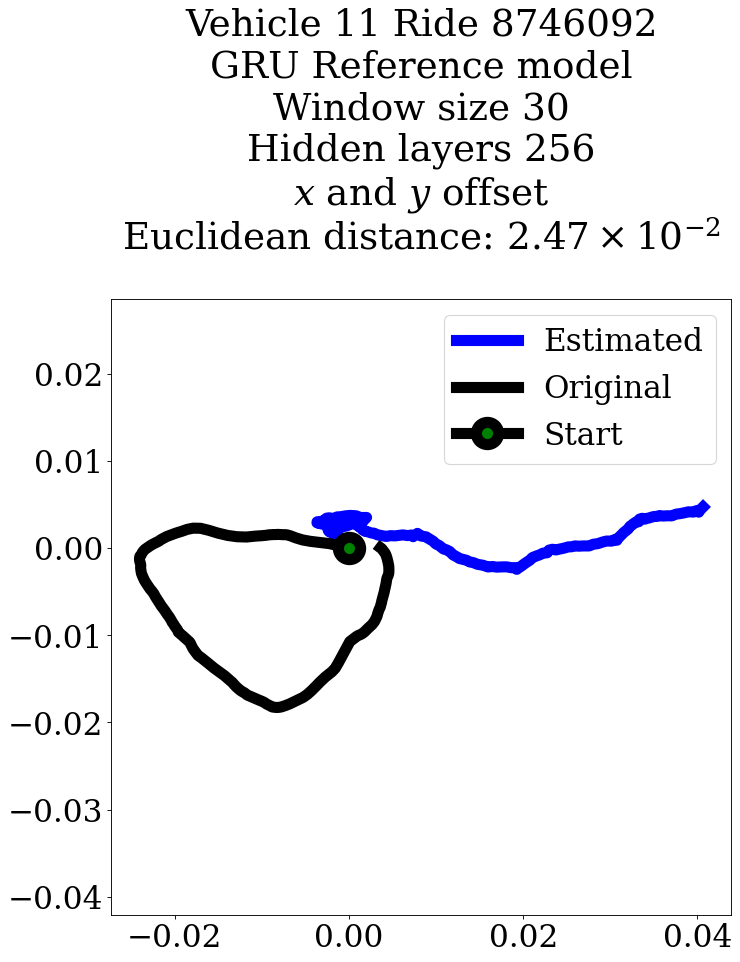 Vehicle 11 Ride 8746092
GRU Reference model
Window size 30
Hidden layers 256
x and y offset
Euclidean distance: 2.47 × 10⁻²
Estimated
Original
Start
0.02
0.01
0.00
−0.01
−0.02
−0.03
−0.04
−0.02
0.00
0.02
0.04